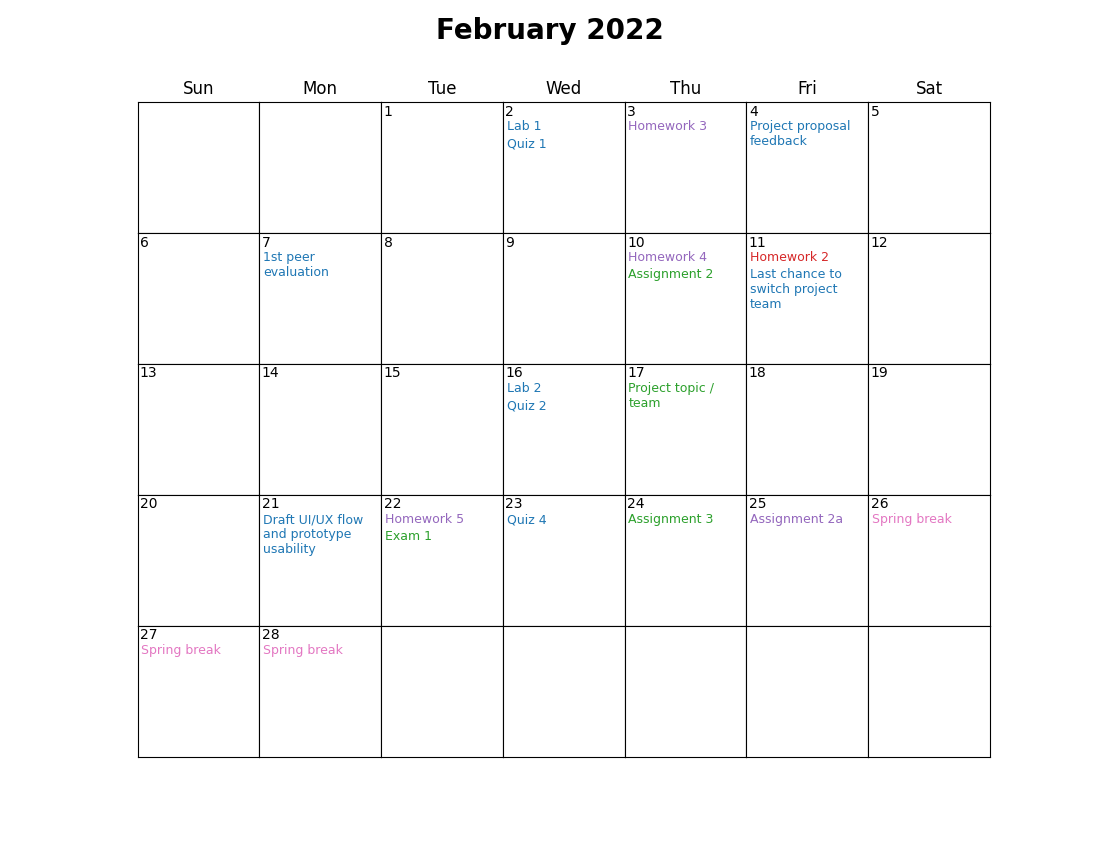 February 2022
Sun Mon Tue Wed Thu Fri Sat
1 2 3 4 5
Lab 1 Homework 3 Project proposal
feedback
Quiz 1
6 7 8 9 10 11 12
1st peer Homework 4 Homework 2
evaluation Assignment 2 Last chance to
switch project
team
13 14 15 16 17 18 19
Lab 2 Project topic /
Quiz 2 team
20 21 22 23 24 25 26
Draft UI/UX flow Homework 5 Quiz 4 Assignment 3 Assignment 2a Spring break
and prototype Exam 1
usability
27 28
Spring break Spring break